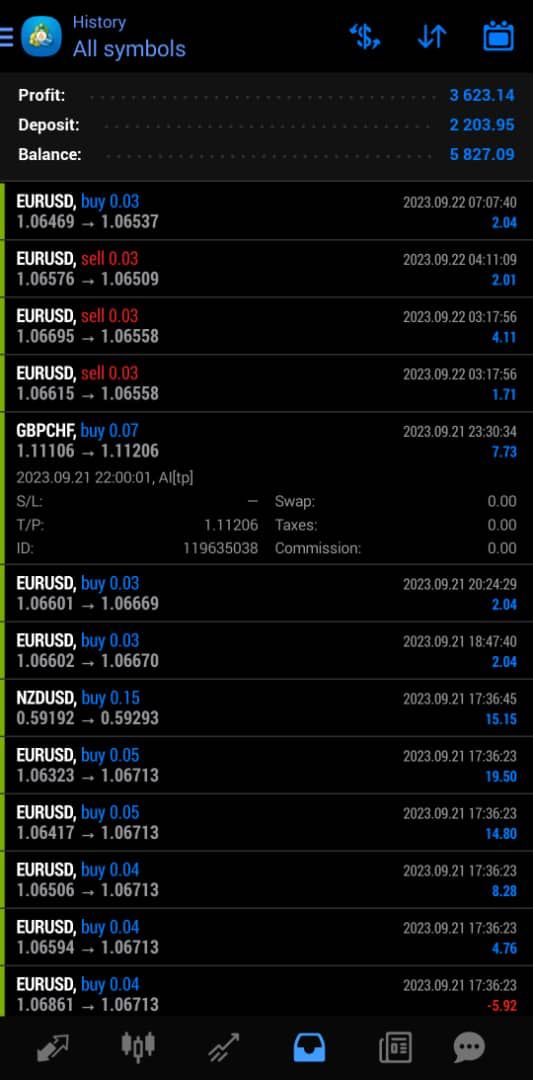 History
All symbols
Profit: 3 623.14
Deposit: 2 203.95
Balance: 5 827.09
EURUSD, buy 0.03 2023.09.22 07:07:40
1.06469 → 1.06537 2.04
EURUSD, sell 0.03 2023.09.22 04:11:09
1.06576 → 1.06509 2.01
EURUSD, sell 0.03 2023.09.22 03:17:56
1.06695 → 1.06558 4.11
EURUSD, sell 0.03 2023.09.22 03:17:56
1.06615 → 1.06558 1.71
GBPCHF, buy 0.07 2023.09.21 23:30:34
1.11106 → 1.11206 7.73
2023.09.21 22:00:01, AI[tp]
S/L: — Swap: 0.00
T/P: 1.11206 Taxes: 0.00
ID: 119635038 Commission: 0.00
EURUSD, buy 0.03 2023.09.21 20:24:29
1.06601 → 1.06669 2.04
EURUSD, buy 0.03 2023.09.21 18:47:40
1.06602 → 1.06670 2.04
NZDUSD, buy 0.15 2023.09.21 17:36:45
0.59192 → 0.59293 15.15
EURUSD, buy 0.05 2023.09.21 17:36:23
1.06323 → 1.06713 19.50
EURUSD, buy 0.05 2023.09.21 17:36:23
1.06417 → 1.06713 14.80
EURUSD, buy 0.04 2023.09.21 17:36:23
1.06506 → 1.06713 8.28
EURUSD, buy 0.04 2023.09.21 17:36:23
1.06594 → 1.06713 4.76
EURUSD, buy 0.04 2023.09.21 17:36:23
1.06861 → 1.06713 -5.92